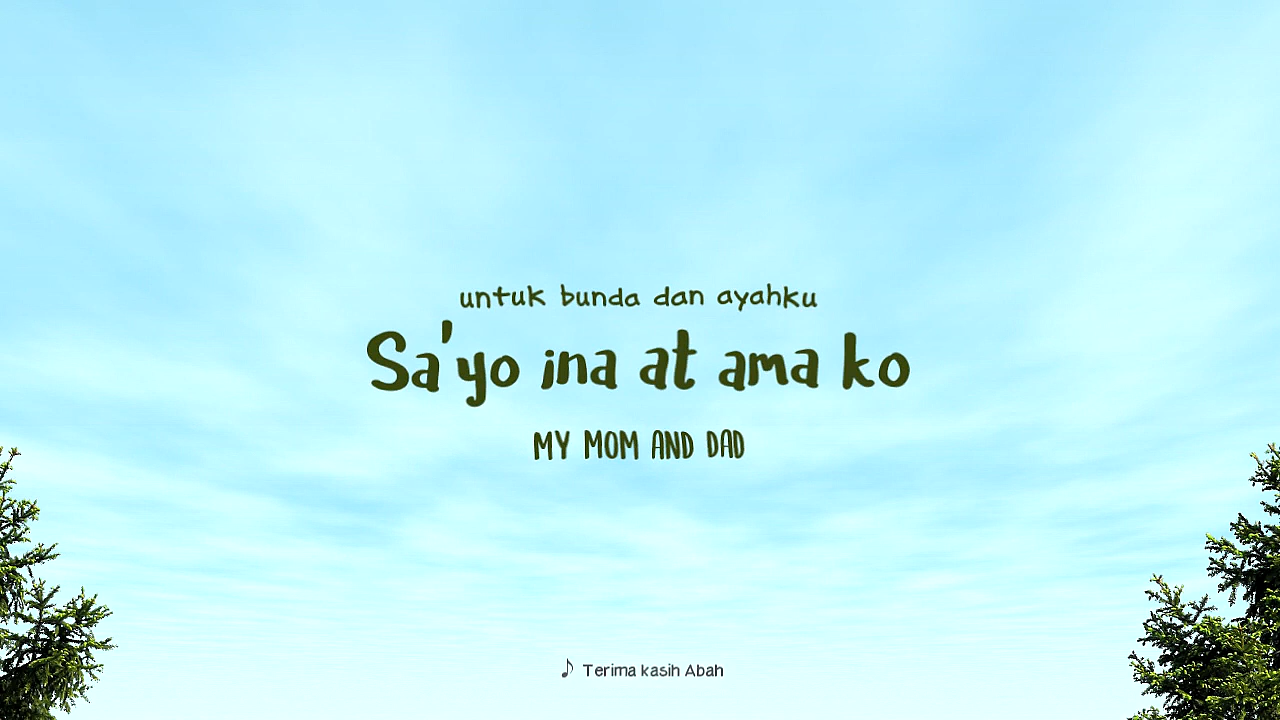 untuk bunda dan ayahku
Sa'yo ina at ama ko
MY MOM AND DAD
♪ Terima kasih Abah